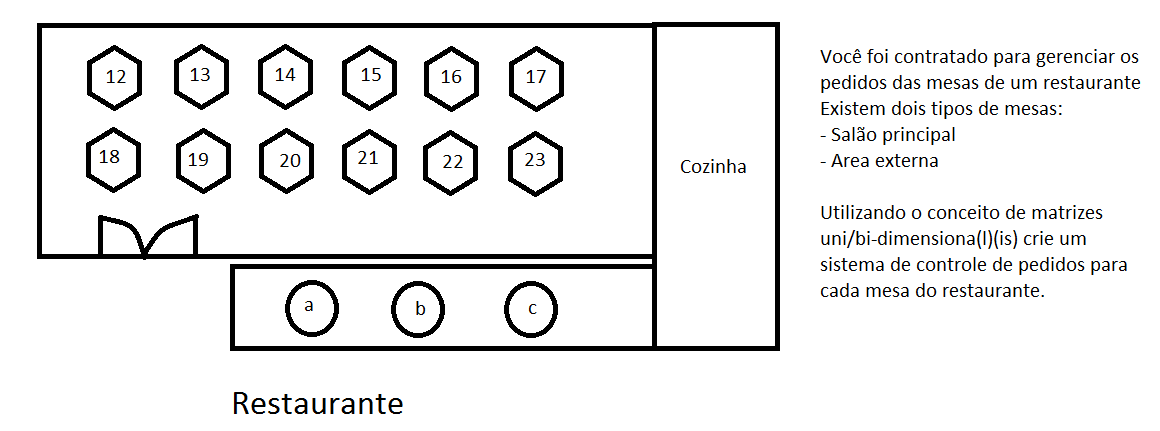 12 13 14 15 16 17
18 19 20 21 22 23
Cozinha
a b c
Restaurante
Você foi contratado para gerenciar os
pedidos das mesas de um restaurante
Existem dois tipos de mesas:
- Salão principal
- Area externa
Utilizando o conceito de matrizes
uni/bi-dimensiona(l)(is) crie um
sistema de controle de pedidos para
cada mesa do restaurante.